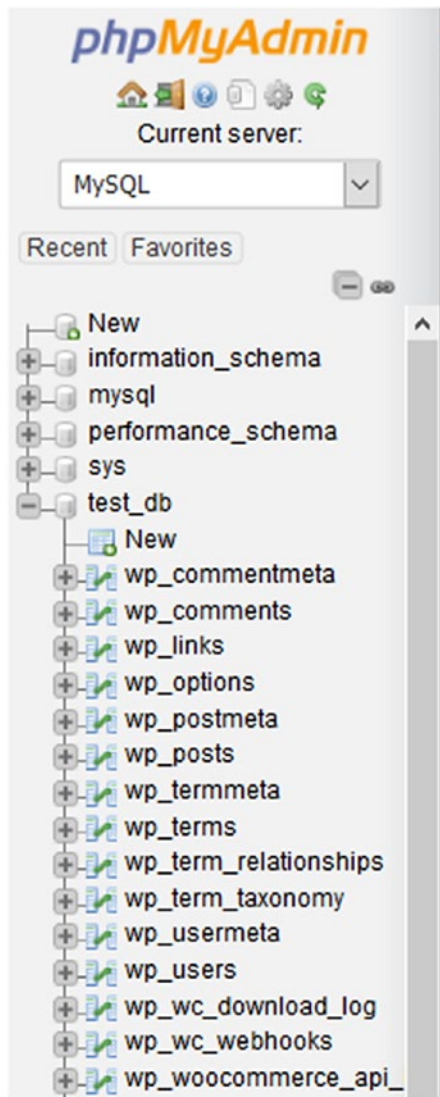 phpMyAdmin
Current server:
MySQL
Recent Favorites
New
information_schema
mysql
performance_schema
sys
test_db
New
wp_commentmeta
wp_comments
wp_links
wp_options
wp_postmeta
wp_posts
wp_termmeta
wp_terms
wp_term_relationships
wp_term_taxonomy
wp_usermeta
wp_users
wp_wc_download_log
wp_wc_webhooks
wp_woocommerce_api_